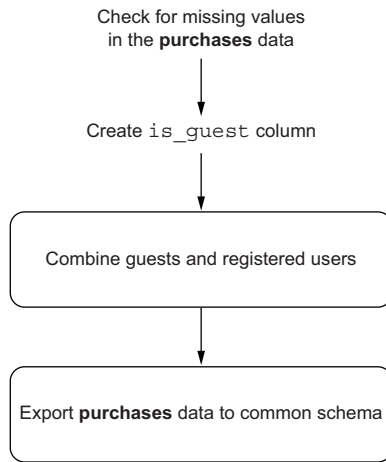 Check for missing values
in the purchases data
Create is_guest column
Combine guests and registered users
Export purchases data to common schema